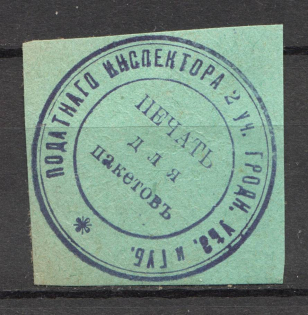 ПОДАТНАГО ИНСПЕКТОРА 2 УЧ. ГРОДН. УѢЗ. И ГУБ.
ПЕЧАТЬ
для
пакетовъ